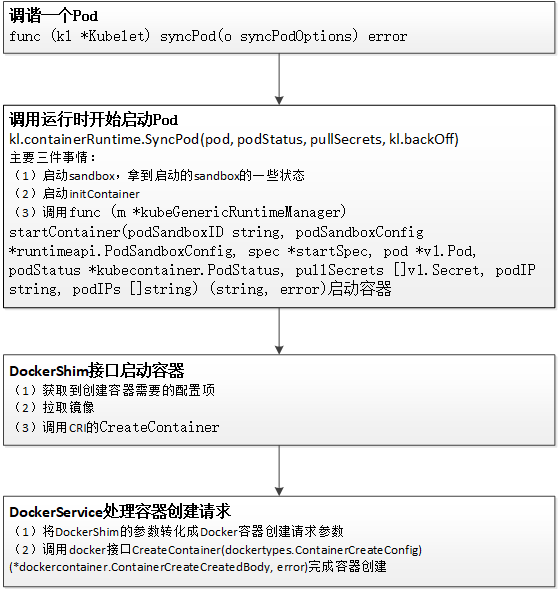 调谐一个Pod
func (kl *Kubelet) syncPod(o syncPodOptions) error
调用运行时开始启动Pod
kl.containerRuntime.SyncPod(pod, podStatus, pullSecrets, kl.backOff)
主要三件事情：
（1）启动sandbox，拿到启动的sandbox的一些状态
（2）启动initContainer
（3）调用func (m *kubeGenericRuntimeManager)
startContainer(podSandboxID string, podSandboxConfig
*runtimeapi.PodSandboxConfig, spec *startSpec, pod *v1.Pod,
podStatus *kubecontainer.PodStatus, pullSecrets []v1.Secret, podIP
string, podIPs []string) (string, error)启动容器
DockerShim接口启动容器
（1）获取到创建容器需要的配置项
（2）拉取镜像
（3）调用CRI的CreateContainer
DockerService处理容器创建请求
（1）将DockerShim的参数转化成Docker容器创建请求参数
（2）调用docker接口CreateContainer(dockertypes.ContainerCreateConfig)
(*dockercontainer.ContainerCreateCreatedBody, error)完成容器创建